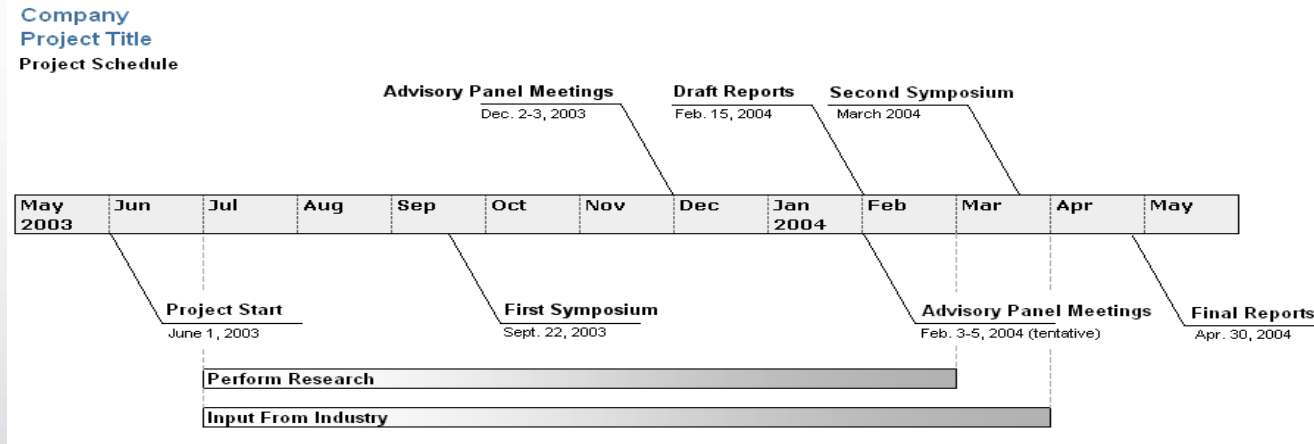 Company
Project Title
Project Schedule
Advisory Panel Meetings
Dec. 2-3, 2003
Draft Reports
Feb. 15, 2004
Second Symposium
March 2004
May
2003
Jun
Jul
Aug
Sep
Oct
Nov
Dec
Jan
2004
Feb
Mar
Apr
May
Project Start
June 1, 2003
First Symposium
Sept. 22, 2003
Advisory Panel Meetings
Feb. 3-5, 2004 (tentative)
Final Reports
Apr. 30, 2004
Perform Research
Input From Industry